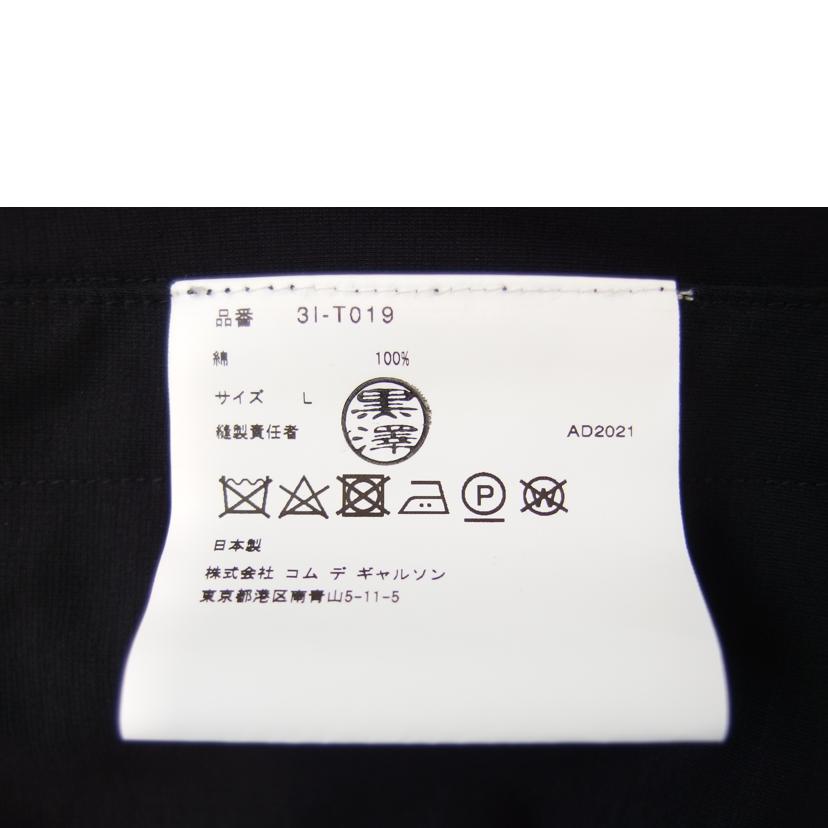 品番 3I-T019
綿 100%
サイズ L
縫製責任者 黒澤 AD2021
P W
日本製
株式会社 コム デ ギャルソン
東京都港区南青山5-11-5